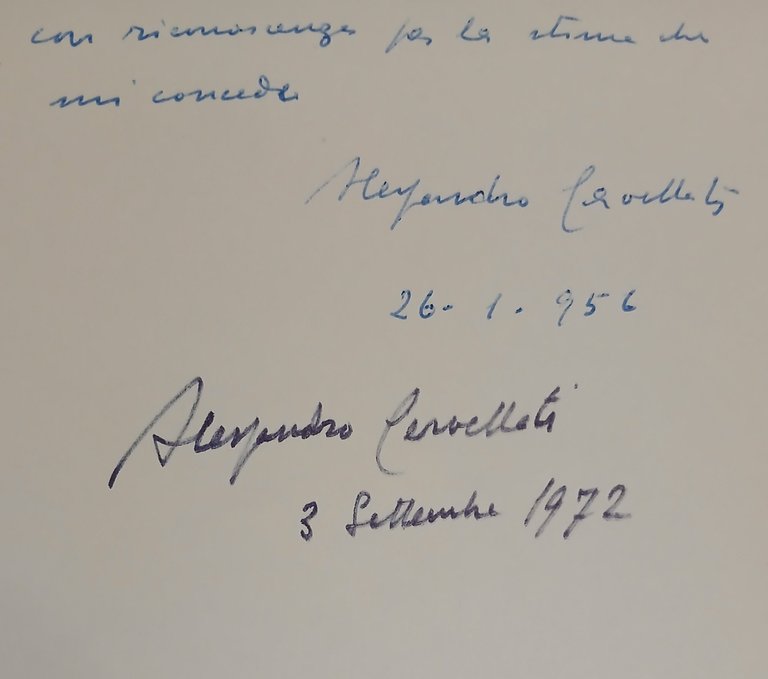 con riconoscenza per la stima che
mi concede
Alessandro Cervellati
26. 1. 956
Alessandro Cervellati
3 Settembre 1972